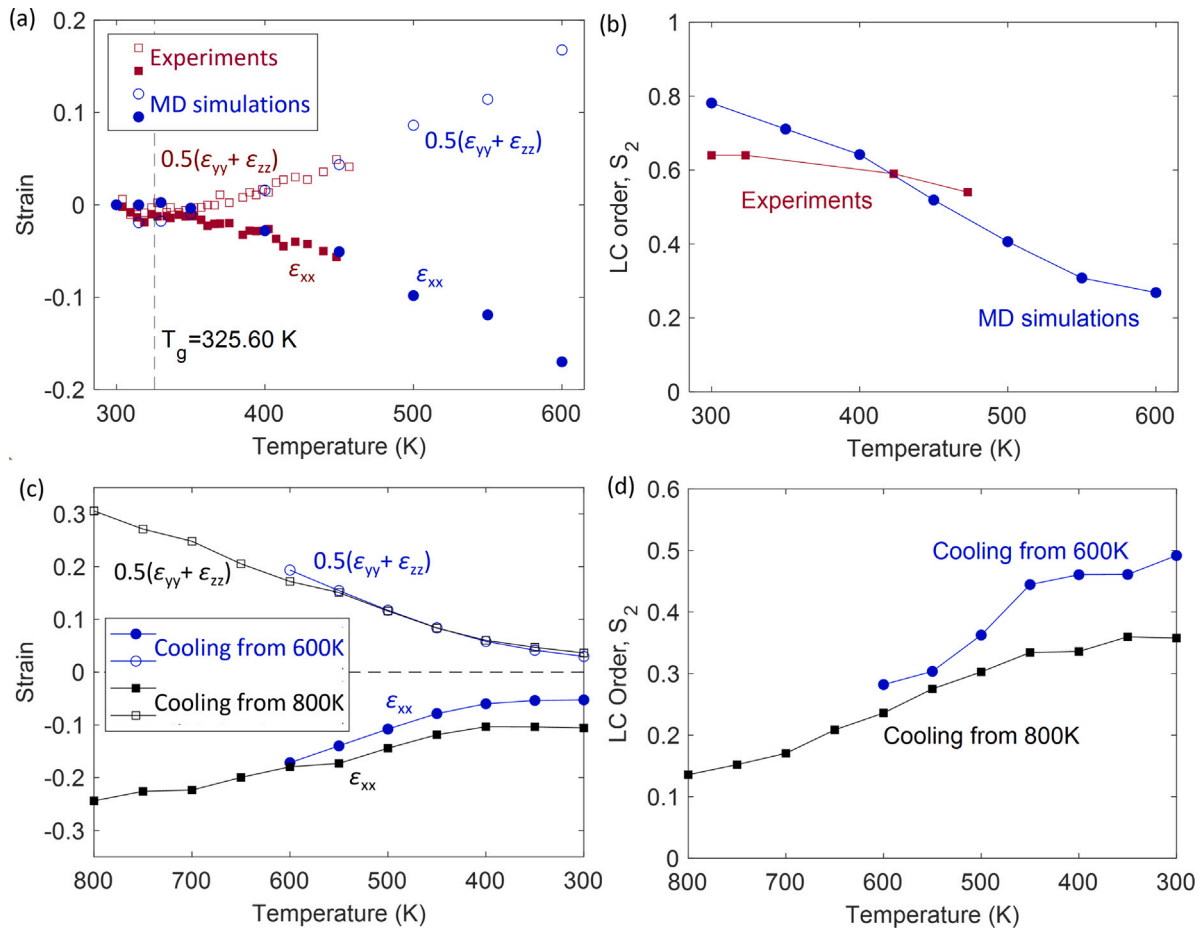 (a)
0.2
0.1
0
-0.1
-0.2
Strain
Experiments
MD simulations
0.5(εyy + εzz)
0.5(εyy + εzz)
εxx
εxx
Tg=325.60 K
300 400 500 600
Temperature (K)
(b)
1
0.8
0.6
0.4
0.2
0
LC order, S2
Experiments
MD simulations
300 400 500 600
Temperature (K)
(c)
0.3
0.2
0.1
0
-0.1
-0.2
-0.3
Strain
0.5(εyy + εzz)
0.5(εyy + εzz)
Cooling from 600K
Cooling from 800K
εxx
εxx
800 700 600 500 400 300
Temperature (K)
(d)
0.6
0.5
0.4
0.3
0.2
0.1
0
LC Order, S2
Cooling from 600K
Cooling from 800K
800 700 600 500 400 300
Temperature (K)